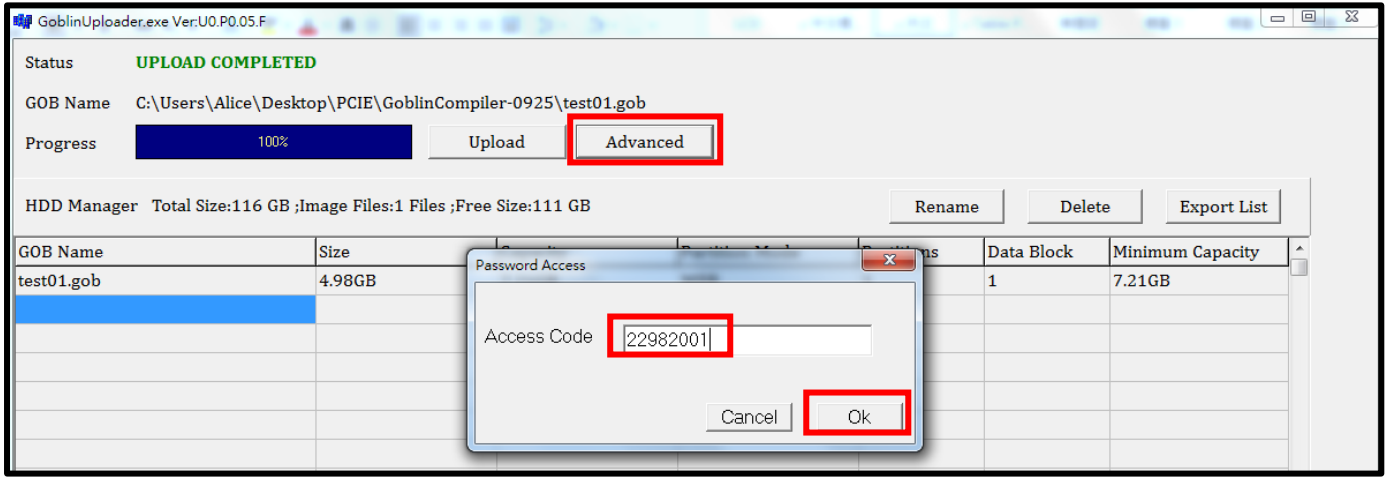 GoblinUploader.exe Ver:U0.P0.05.F
Status UPLOAD COMPLETED
GOB Name C:\Users\Alice\Desktop\PCIE\GoblinCompiler-0925\test01.gob
Progress 100% Upload Advanced
HDD Manager Total Size:116 GB ;Image Files:1 Files ;Free Size:111 GB Rename Delete Export List
GOB Name Size Data Block Minimum Capacity
test01.gob 4.98GB 1 7.21GB
Password Access
Access Code 22982001
Cancel Ok